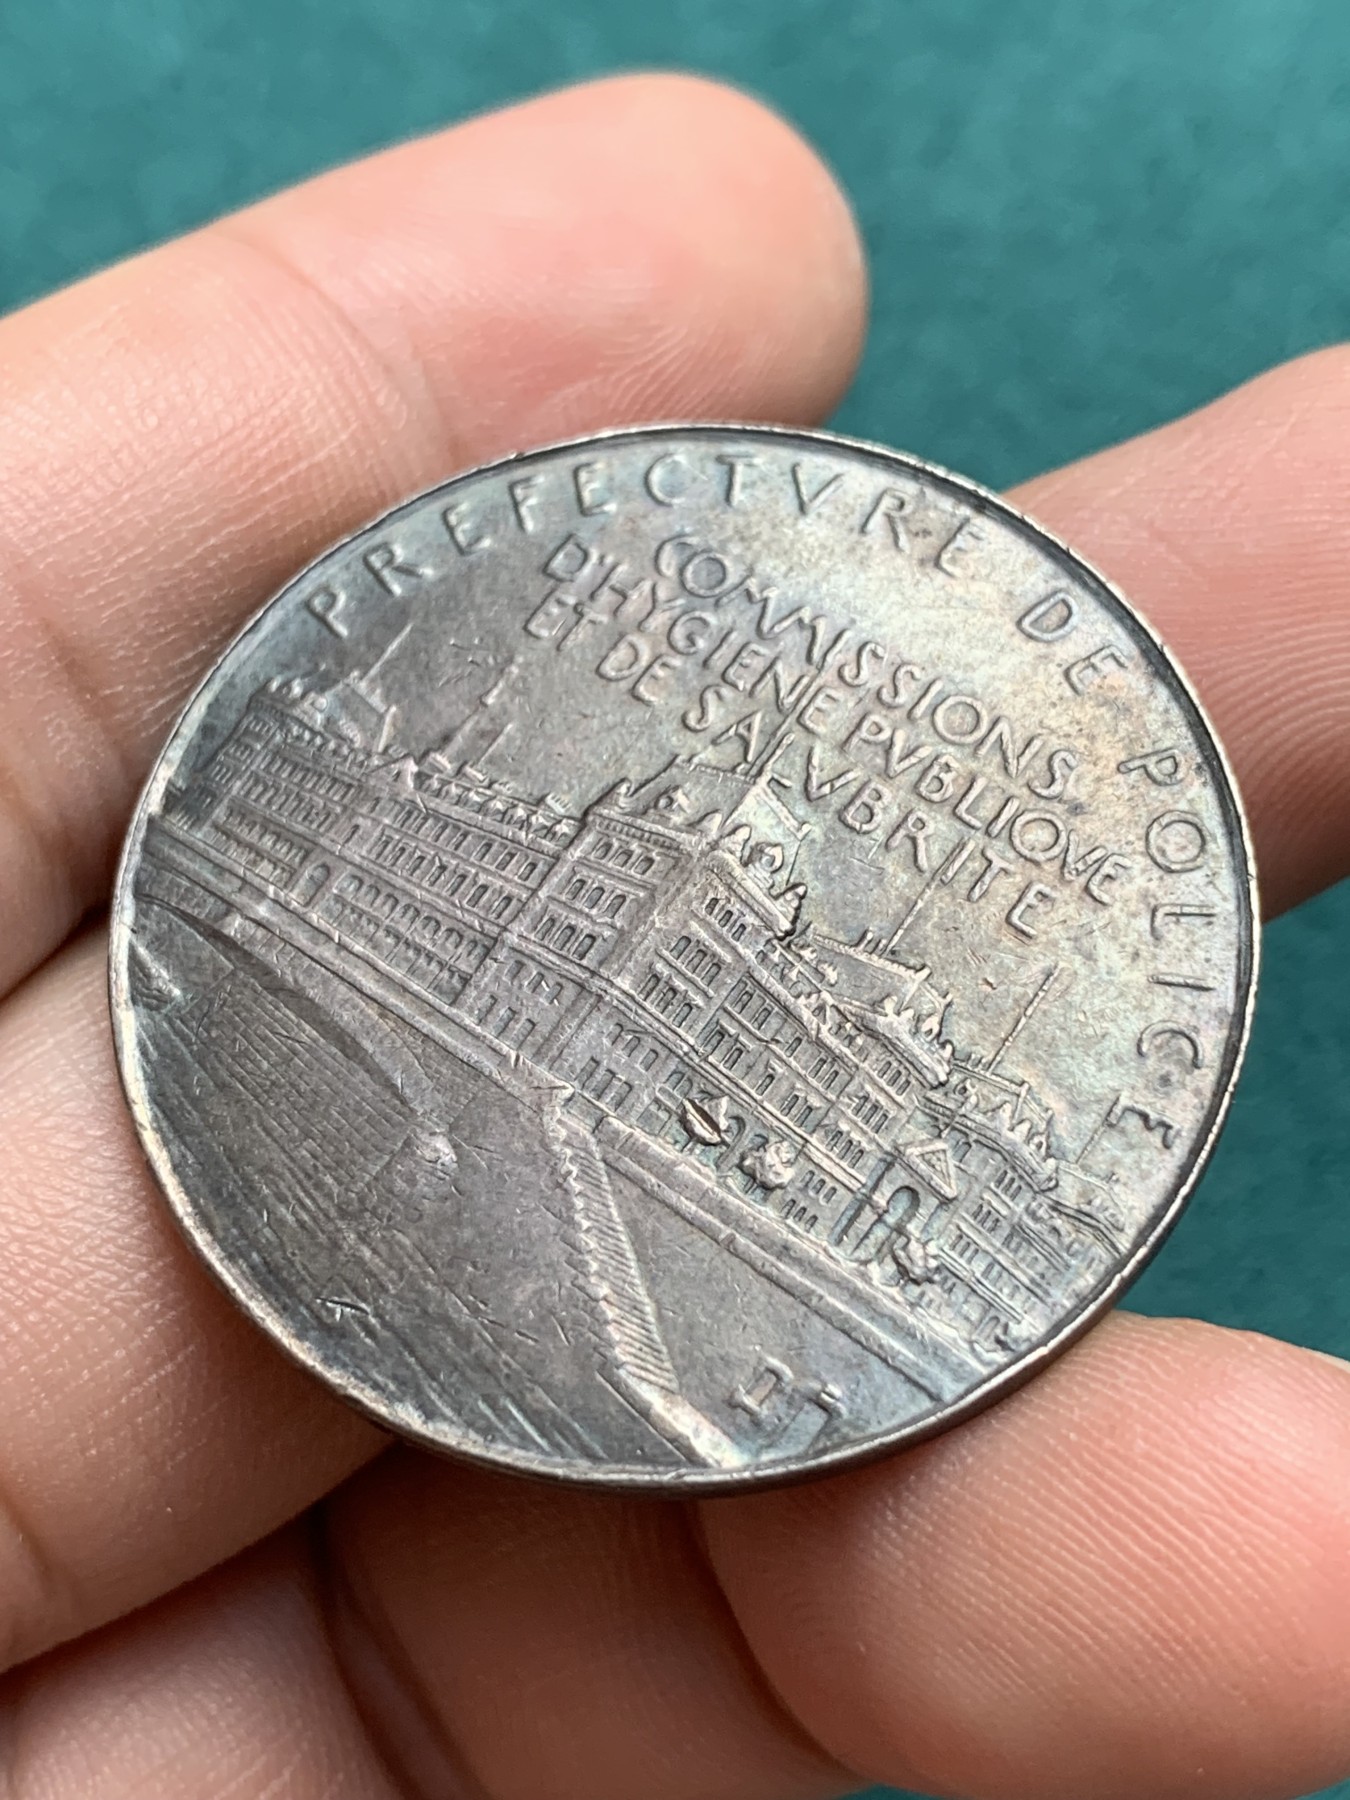 PREFECTVRE DE POLICE
COMMISSIONS
D'HYGIENE PVBLIQVE
ET DE SALVBRITE